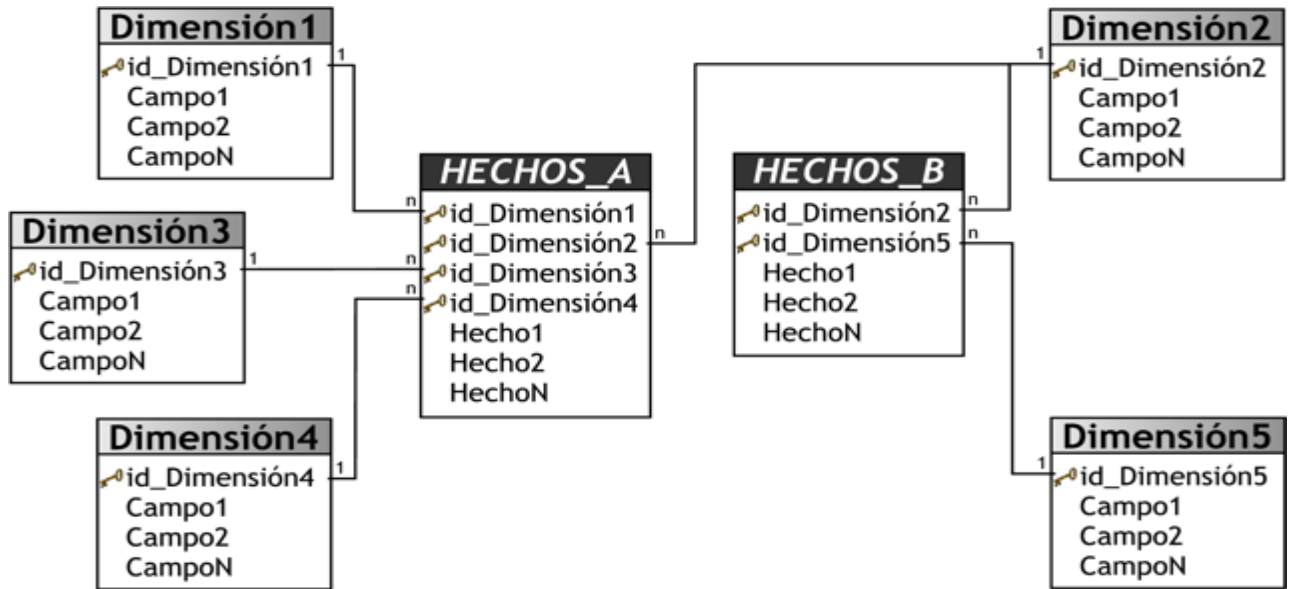 Dimensión1
1
id_Dimensión1
Campo1
Campo2
CampoN
Dimensión3
1
id_Dimensión3
Campo1
Campo2
CampoN
Dimensión4
1
id_Dimensión4
Campo1
Campo2
CampoN
HECHOS_A
n
id_Dimensión1
id_Dimensión2
n
n
id_Dimensión3
n
id_Dimensión4
Hecho1
Hecho2
HechoN
HECHOS_B
id_Dimensión2
n
id_Dimensión5
n
Hecho1
Hecho2
HechoN
Dimensión2
1
id_Dimensión2
Campo1
Campo2
CampoN
Dimensión5
1
id_Dimensión5
Campo1
Campo2
CampoN